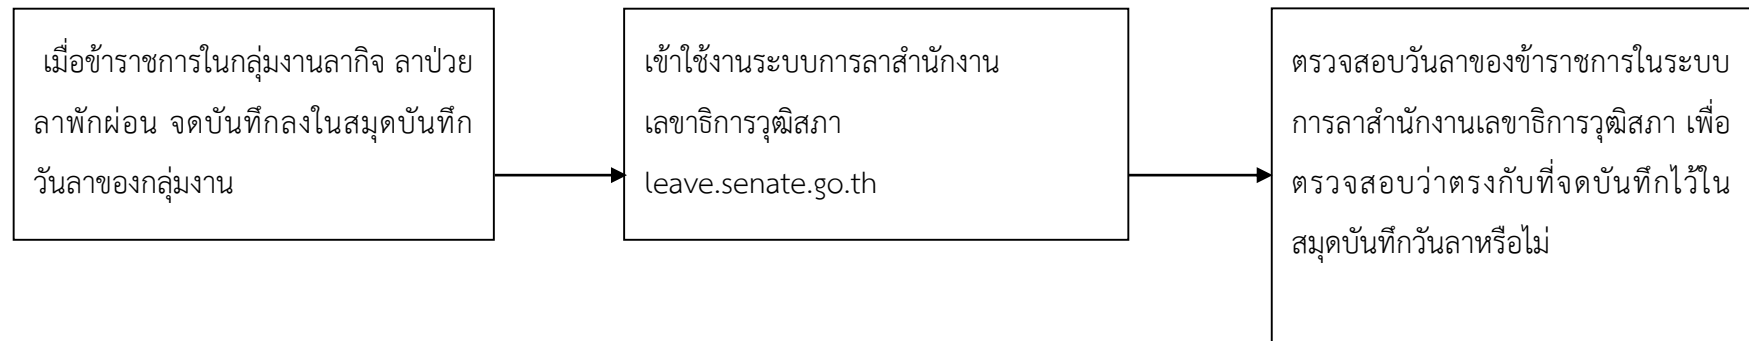 เมื่อข้าราชการในกลุ่มงานลากิจ ลาป่วย
ลาพักผ่อน จดบันทึกลงในสมุดบันทึก
วันลาของกลุ่มงาน
เข้าใช้งานระบบการลาสำนักงาน
เลขาธิการวุฒิสภา
leave.senate.go.th
ตรวจสอบวันลาของข้าราชการในระบบ
การลาสำนักงานเลขาธิการวุฒิสภา เพื่อ
ตรวจสอบว่าตรงกับที่จดบันทึกไว้ใน
สมุดบันทึกวันลาหรือไม่